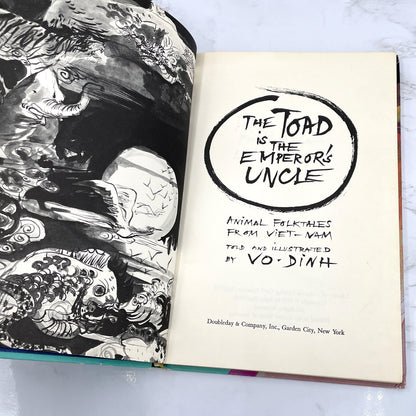 THE TOAD
is THE
EMPEROR'S
UNCLE
ANIMAL FOLKTALES
FROM VIET-NAM
TOLD AND ILLUSTRATED
BY VO-DINH
Doubleday & Company, Inc., Garden City, New York